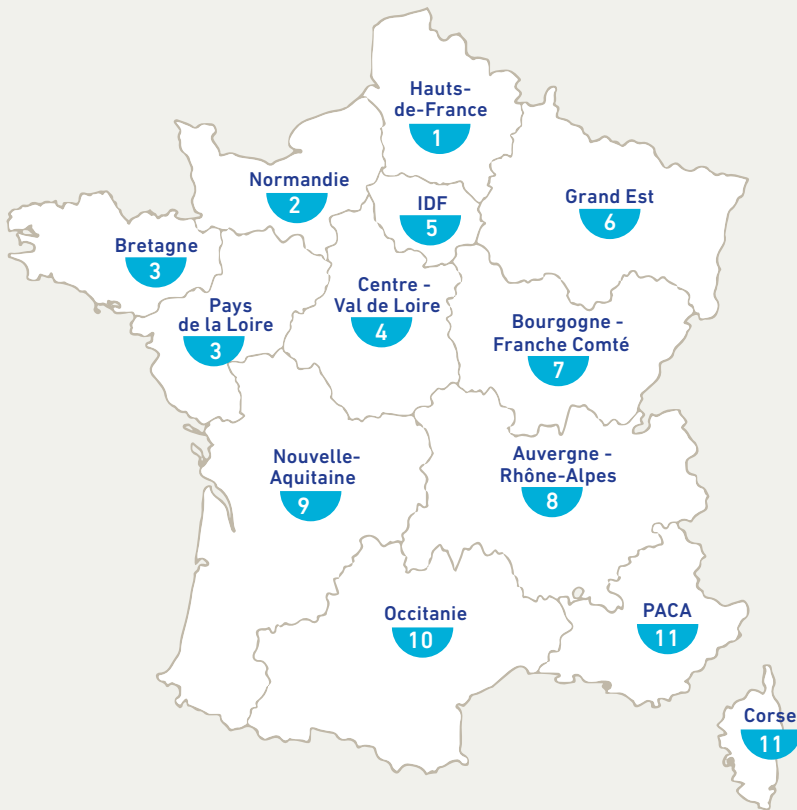 Hauts-
de-France
1
Normandie
2
IDF
5
Grand Est
6
Bretagne
3
Centre -
Val de Loire
4
Pays
de la Loire
3
Bourgogne -
Franche Comté
7
Nouvelle-
Aquitaine
9
Auvergne -
Rhône-Alpes
8
Occitanie
10
PACA
11
Corse
11